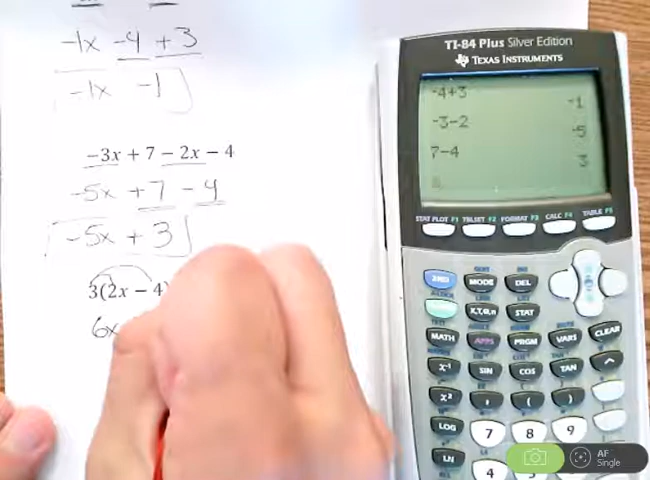 -1x -4 +3
-1x -1
-3x + 7 - 2x - 4
-5x +7 - 4
-5x + 3
3(2x - 4)
6x
TI-84 Plus Silver Edition
TEXAS INSTRUMENTS
-4+3
-1
-3-2
-5
7-4
3
STAT PLOT F1 TBLSET F2 FORMAT F3 CALC F4 TABLE F5
2ND MODE DEL
X,T,Θ,n STAT
MATH APPS PRGM VARS CLEAR
x⁻¹ SIN COS TAN ^
x² , ( )
LOG 7 8 9
LN 4
AF
Single